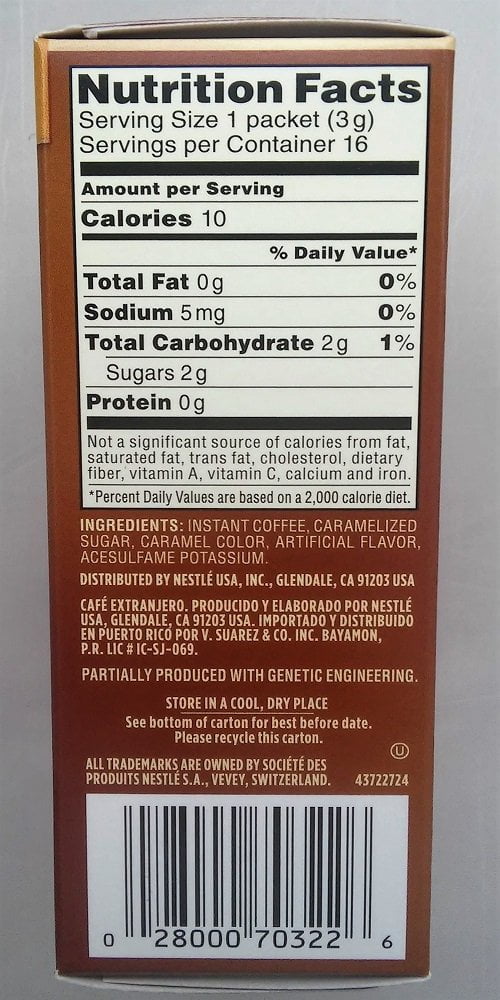 Nutrition Facts
Serving Size 1 packet (3g)
Servings per Container 16
Amount per Serving
Calories 10
% Daily Value*
Total Fat 0g 0%
Sodium 5mg 0%
Total Carbohydrate 2g 1%
Sugars 2g
Protein 0g
Not a significant source of calories from fat,
saturated fat, trans fat, cholesterol, dietary
fiber, vitamin A, vitamin C, calcium and iron.
*Percent Daily Values are based on a 2,000 calorie diet.
INGREDIENTS: INSTANT COFFEE, CARAMELIZED
SUGAR, CARAMEL COLOR, ARTIFICIAL FLAVOR,
ACESULFAME POTASSIUM.
DISTRIBUTED BY NESTLÉ USA, INC., GLENDALE, CA 91203 USA
CAFÉ EXTRANJERO. PRODUCIDO Y ELABORADO POR NESTLÉ
USA, GLENDALE, CA 91203 USA. IMPORTADO Y DISTRIBUIDO
EN PUERTO RICO POR V. SUAREZ & CO. INC. BAYAMON,
P.R. LIC # IC-SJ-069.
PARTIALLY PRODUCED WITH GENETIC ENGINEERING.
STORE IN A COOL, DRY PLACE
See bottom of carton for best before date.
Please recycle this carton.
U
ALL TRADEMARKS ARE OWNED BY SOCIÉTÉ DES
PRODUITS NESTLÉ S.A., VEVEY, SWITZERLAND. 43722724
0 28000 70322 6